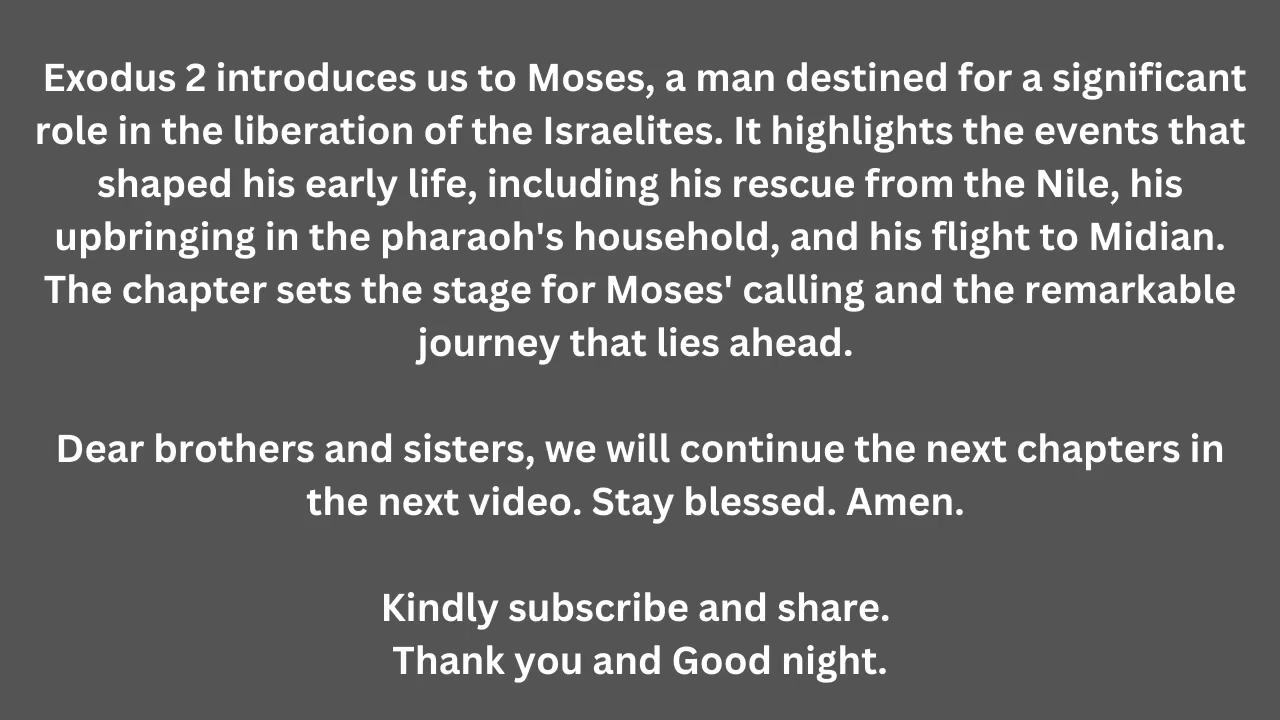 Exodus 2 introduces us to Moses, a man destined for a significant
role in the liberation of the Israelites. It highlights the events that
shaped his early life, including his rescue from the Nile, his
upbringing in the pharaoh's household, and his flight to Midian.
The chapter sets the stage for Moses' calling and the remarkable
journey that lies ahead.
Dear brothers and sisters, we will continue the next chapters in
the next video. Stay blessed. Amen.
Kindly subscribe and share.
Thank you and Good night.